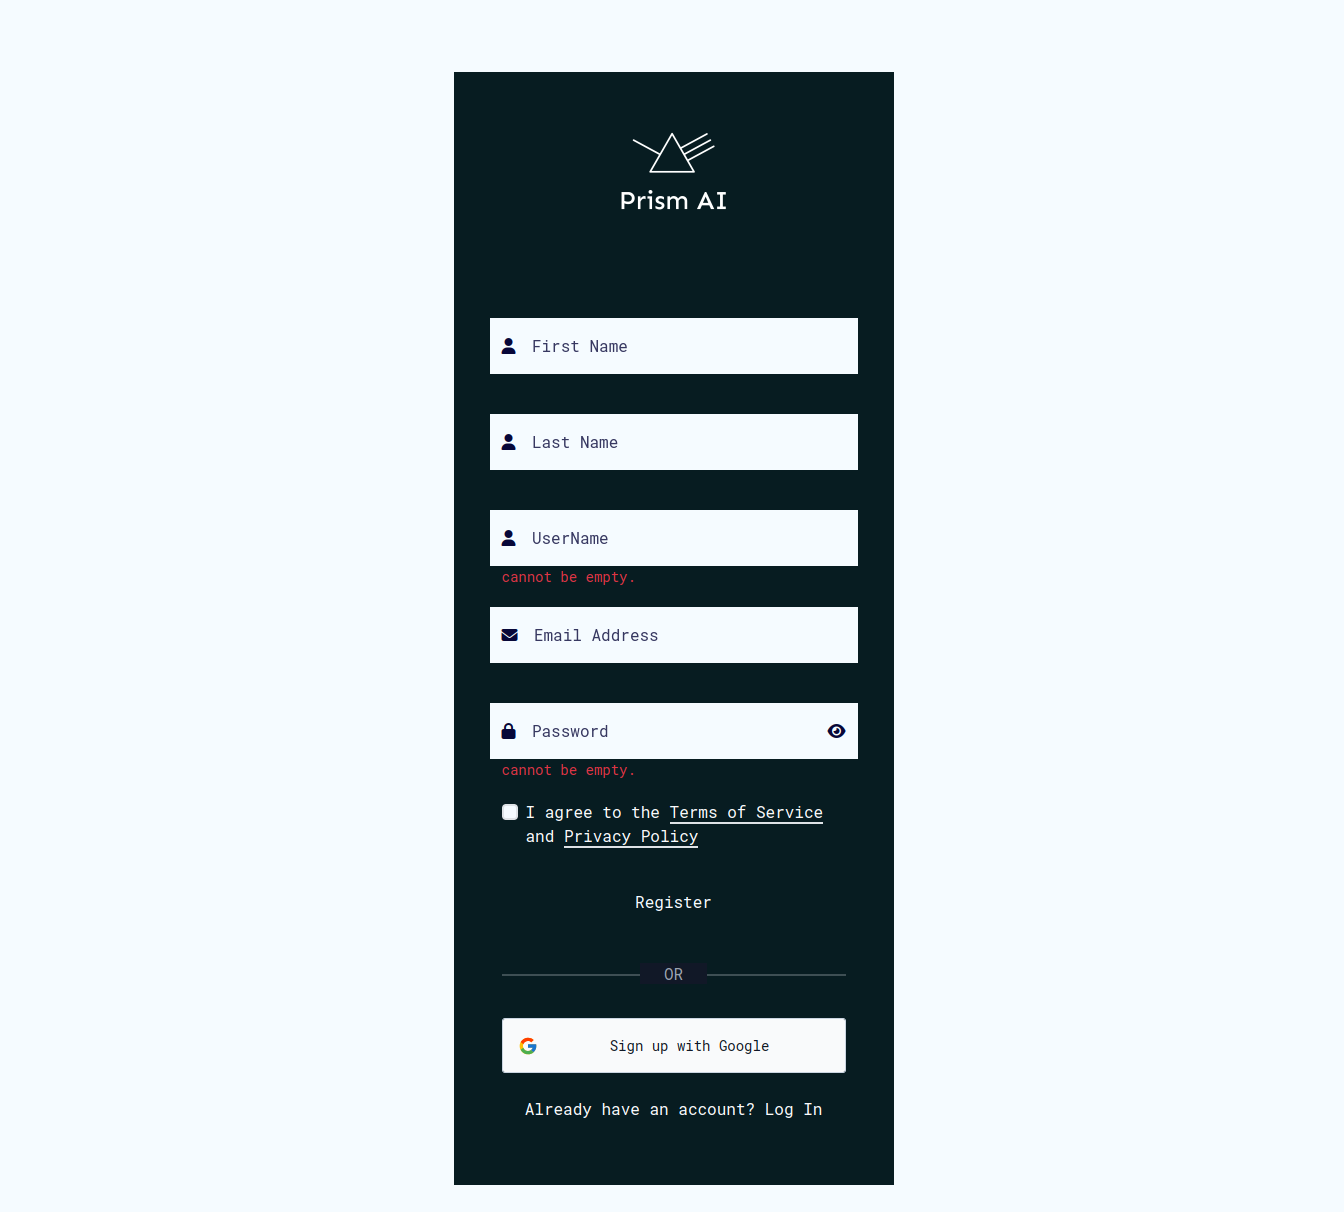 Prism AI
First Name
Last Name
UserName
cannot be empty.
Email Address
Password
cannot be empty.
I agree to the Terms of Service
and Privacy Policy
Register
OR
Sign up with Google
Already have an account? Log In